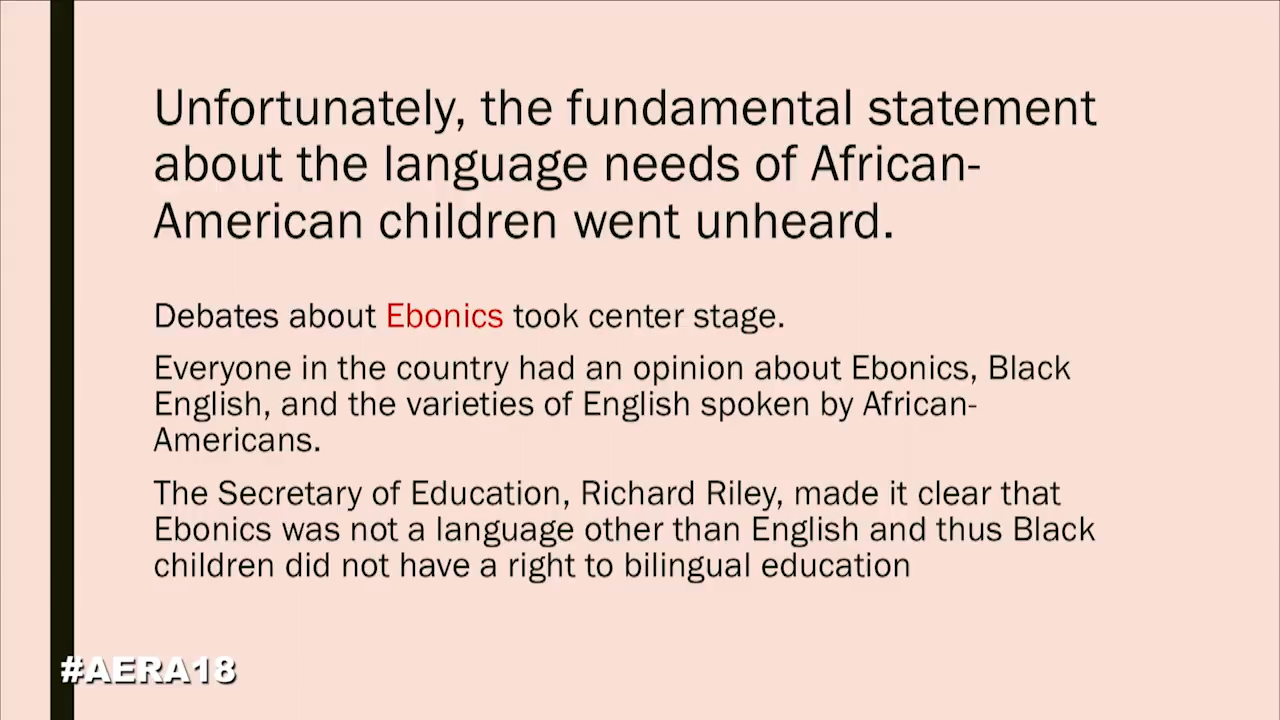 Unfortunately, the fundamental statement
about the language needs of African-
American children went unheard.
Debates about Ebonics took center stage.
Everyone in the country had an opinion about Ebonics, Black
English, and the varieties of English spoken by African-
Americans.
The Secretary of Education, Richard Riley, made it clear that
Ebonics was not a language other than English and thus Black
children did not have a right to bilingual education
#AERA18